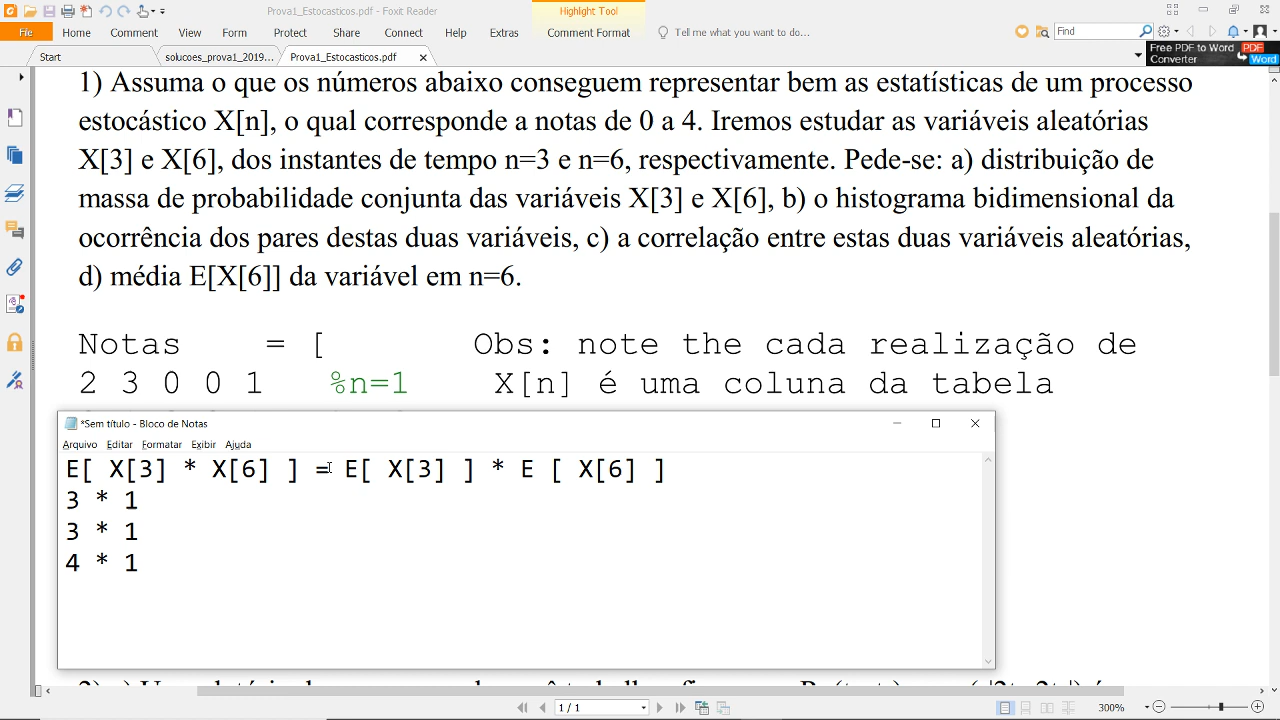 Prova1_Estocasticos.pdf - Foxit Reader
Highlight Tool
File Home Comment View Form Protect Share Connect Help Extras Comment Format Tell me what you want to do... Find
Start solucoes_prova1_2019... Prova1_Estocasticos.pdf
Free PDF to Word Converter PDF Word
1) Assuma o que os números abaixo conseguem representar bem as estatísticas de um processo
estocástico X[n], o qual corresponde a notas de 0 a 4. Iremos estudar as variáveis aleatórias
X[3] e X[6], dos instantes de tempo n=3 e n=6, respectivamente. Pede-se: a) distribuição de
massa de probabilidade conjunta das variáveis X[3] e X[6], b) o histograma bidimensional da
ocorrência dos pares destas duas variáveis, c) a correlação entre estas duas variáveis aleatórias,
d) média E[X[6]] da variável em n=6.
Notas = [ Obs: note the cada realização de
2 3 0 0 1 %n=1 X[n] é uma coluna da tabela
*Sem título - Bloco de Notas
Arquivo Editar Formatar Exibir Ajuda
E[ X[3] * X[6] ] = E[ X[3] ] * E [ X[6] ]
3 * 1
3 * 1
4 * 1
1 / 1
300%